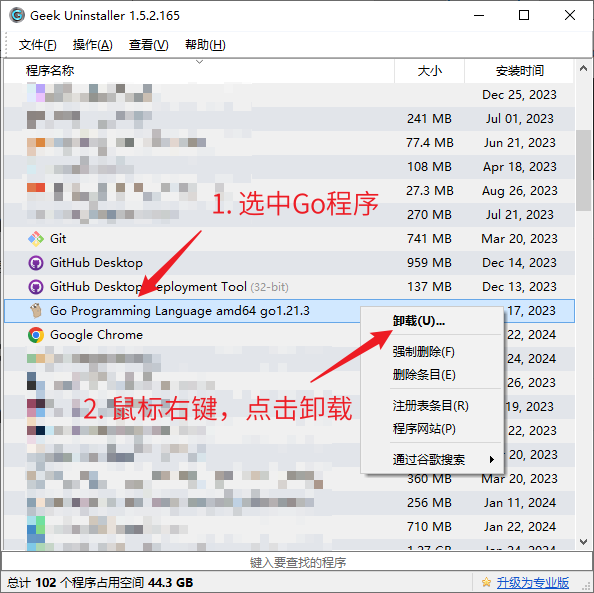 Geek Uninstaller 1.5.2.165
文件(F) 操作(A) 查看(V) 帮助(H)
程序名称 大小 安装时间
Dec 25, 2023
241 MB Jul 01, 2023
77.4 MB Jun 21, 2023
108 MB Apr 18, 2023
27.3 MB Aug 26, 2023
1. 选中Go程序
270 MB Jul 21, 2023
Git 741 MB Mar 20, 2023
GitHub Desktop 959 MB Dec 14, 2023
GitHub Desktop Deployment Tool (32-bit) 137 MB Dec 13, 2023
Go Programming Language amd64 go1.21.3 17, 2023
卸载(U)...
Google Chrome 22, 2024
强制删除(F) 24, 2024
删除条目(E) 26, 2023
2. 鼠标右键，点击卸载
注册表条目(R) 19, 2023
程序网站(P) 20, 2023
通过谷歌搜索 24, 2023
360 MB Mar 20, 2023
256 MB Jan 11, 2024
710 MB Jan 22, 2024
1.27 GB Jan 24, 2024
键入要查找的程序
总计 102 个程序占用空间 44.3 GB 升级为专业版